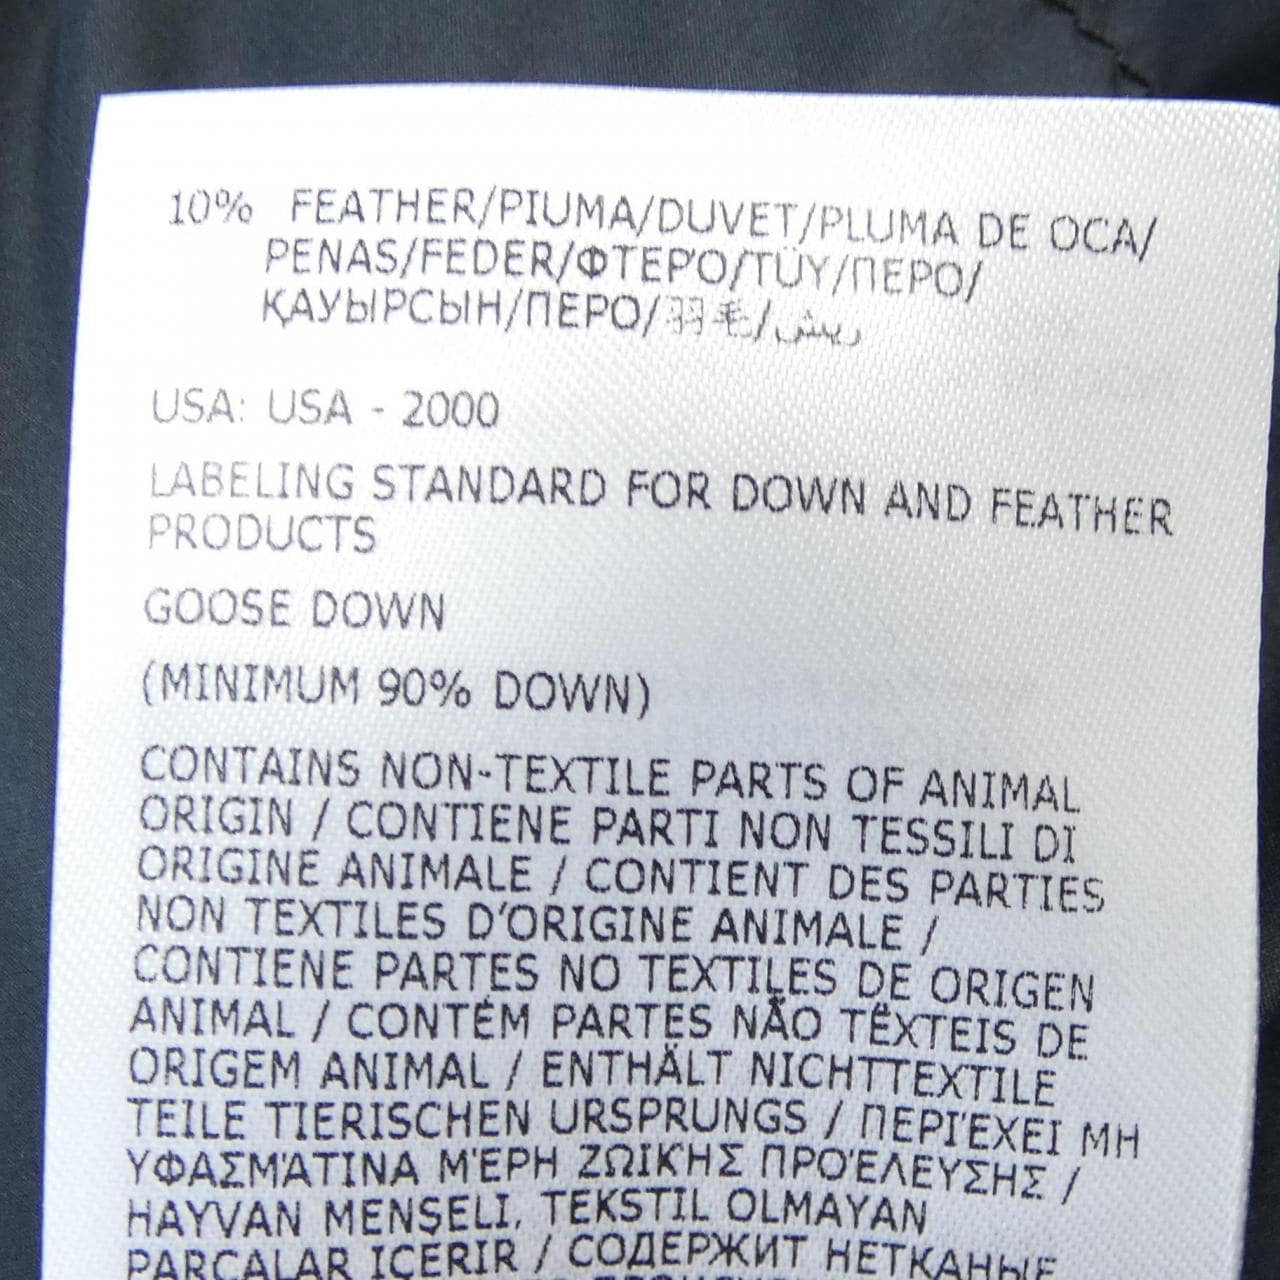 10% FEATHER/PIUMA/DUVET/PLUMA DE OCA/
PENAS/FEDER/ΦΤΕΡΌ/TÜY/ПЕРО/
ҚАУЫРСЫН/ПЕРО/羽毛/ريش
USA: USA - 2000
LABELING STANDARD FOR DOWN AND FEATHER
PRODUCTS
GOOSE DOWN
(MINIMUM 90% DOWN)
CONTAINS NON-TEXTILE PARTS OF ANIMAL
ORIGIN / CONTIENE PARTI NON TESSILI DI
ORIGINE ANIMALE / CONTIENT DES PARTIES
NON TEXTILES D'ORIGINE ANIMALE /
CONTIENE PARTES NO TEXTILES DE ORIGEN
ANIMAL / CONTÉM PARTES NÃO TÊXTEIS DE
ORIGEM ANIMAL / ENTHÄLT NICHTTEXTILE
TEILE TIERISCHEN URSPRUNGS / ΠΕΡΙΈΧΕΙ ΜΗ
ΥΦΑΣΜΆΤΙΝΑ ΜΈΡΗ ΖΩΙΚΉΣ ΠΡΟΈΛΕΥΣΗΣ /
HAYVAN MENŞELI, TEKSTIL OLMAYAN
PARÇALAR IÇERIR / СОДЕРЖИТ НЕТКАНЫЕ